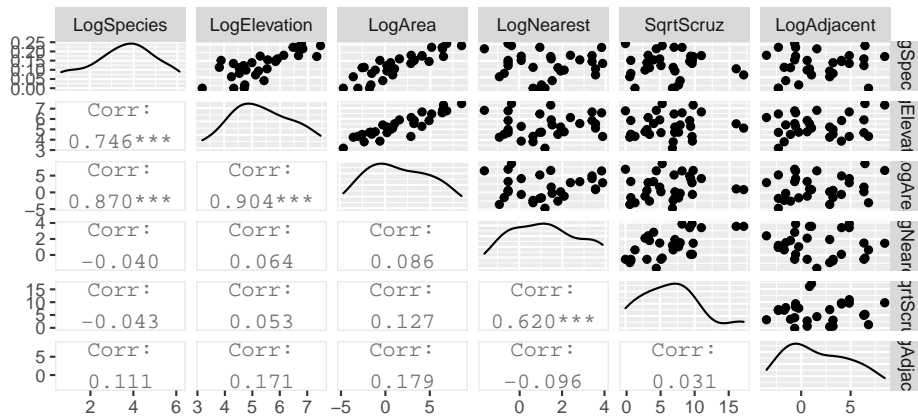 LogSpecies LogElevation LogArea LogNearest SqrtScruz LogAdjacent
0.25
0.20
0.15
0.10
0.05
0.00
gSpec
7
6
5
4
3
Corr:
0.746***
lElevat
5
0
−5
Corr: Corr:
0.870*** 0.904***
ogAre
4
2
0
Corr: Corr: Corr:
−0.040 0.064 0.086
gNeare
15
10
5
0
Corr: Corr: Corr: Corr:
−0.043 0.053 0.127 0.620***
qrtScru
5
0
Corr: Corr: Corr: Corr: Corr:
0.111 0.171 0.179 −0.096 0.031
gAdjac
2 4 6 3 4 5 6 7 −5 0 5 0 2 4 0 5 10 15 0 5